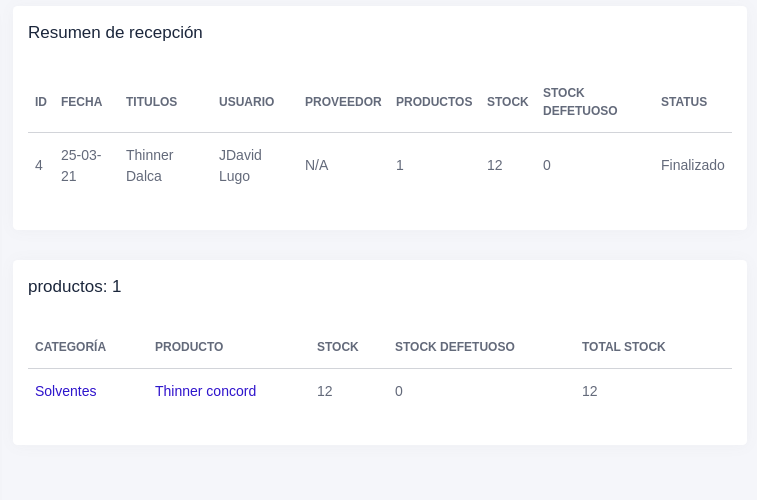 Resumen de recepción
ID FECHA TITULOS USUARIO PROVEEDOR PRODUCTOS STOCK STOCK DEFETUOSO STATUS
4 25-03-21 Thinner Dalca JDavid Lugo N/A 1 12 0 Finalizado
productos: 1
CATEGORÍA PRODUCTO STOCK STOCK DEFETUOSO TOTAL STOCK
Solventes Thinner concord 12 0 12